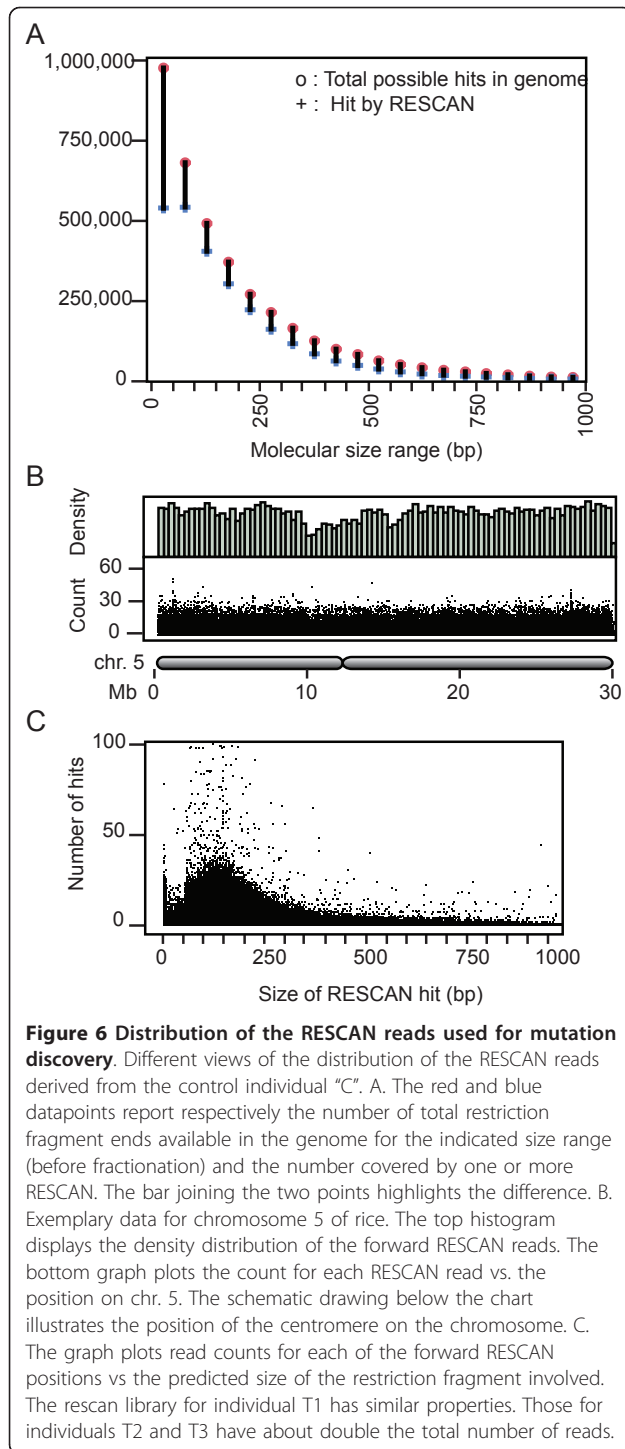 A
1,000,000
o : Total possible hits in genome
+ : Hit by RESCAN
750,000
500,000
250,000
0
0
250
500
750
1000
Molecular size range (bp)
B
Density
60
Count
30
0
chr. 5
Mb
0
10
20
30
C
100
Number of hits
50
0
0
250
500
750
1000
Size of RESCAN hit (bp)
Figure 6 Distribution of the RESCAN reads used for mutation
discovery. Different views of the distribution of the RESCAN reads
derived from the control individual "C". A. The red and blue
datapoints report respectively the number of total restriction
fragment ends available in the genome for the indicated size range
(before fractionation) and the number covered by one or more
RESCAN. The bar joining the two points highlights the difference. B.
Exemplary data for chromosome 5 of rice. The top histogram
displays the density distribution of the forward RESCAN reads. The
bottom graph plots the count for each RESCAN read vs. the
position on chr. 5. The schematic drawing below the chart
illustrates the position of the centromere on the chromosome. C.
The graph plots read counts for each of the forward RESCAN
positions vs the predicted size of the restriction fragment involved.
The rescan library for individual T1 has similar properties. Those for
individuals T2 and T3 have about double the total number of reads.